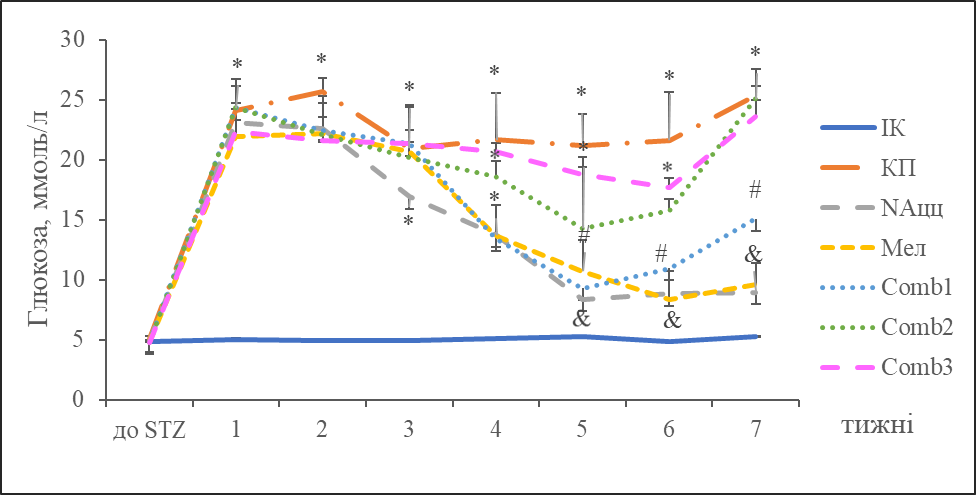 Глюкоза, ммоль/л
30
25
20
15
10
5
0
* * * * * * *
* *
*
* *
# # #
& & &
до STZ 1 2 3 4 5 6 7 тижні
ІК
КП
NАцц
Мел
Comb1
Comb2
Comb3